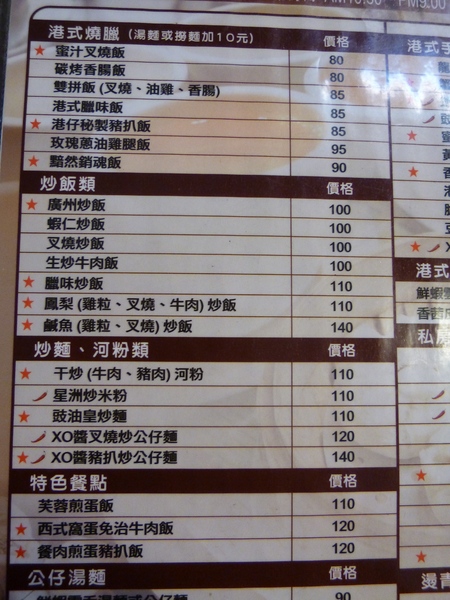 港式燒臘 (湯麵或撈麵加10元) 價格
蜜汁叉燒飯 80
碳烤香腸飯 80
雙拼飯 (叉燒、油雞、香腸) 85
港式臘味飯 85
港仔秘製豬扒飯 85
玫瑰蔥油雞腿飯 95
黯然銷魂飯 90
炒飯類 價格
廣州炒飯 100
蝦仁炒飯 100
叉燒炒飯 100
生炒牛肉飯 100
臘味炒飯 110
鳳梨 (雞粒、叉燒、牛肉) 炒飯 110
鹹魚 (雞粒、叉燒) 炒飯 140
炒麵、河粉類 價格
干炒 (牛肉、豬肉) 河粉 110
星洲炒米粉 110
豉油皇炒麵 110
XO醬叉燒炒公仔麵 120
XO醬豬扒炒公仔麵 140
特色餐點 價格
芙蓉煎蛋飯 110
西式窩蛋免治牛肉飯 120
餐肉煎蛋豬扒飯 120
公仔湯麵 價格
90
PM9:00
港式
港式
鮮蝦
香茜
私房
燙青